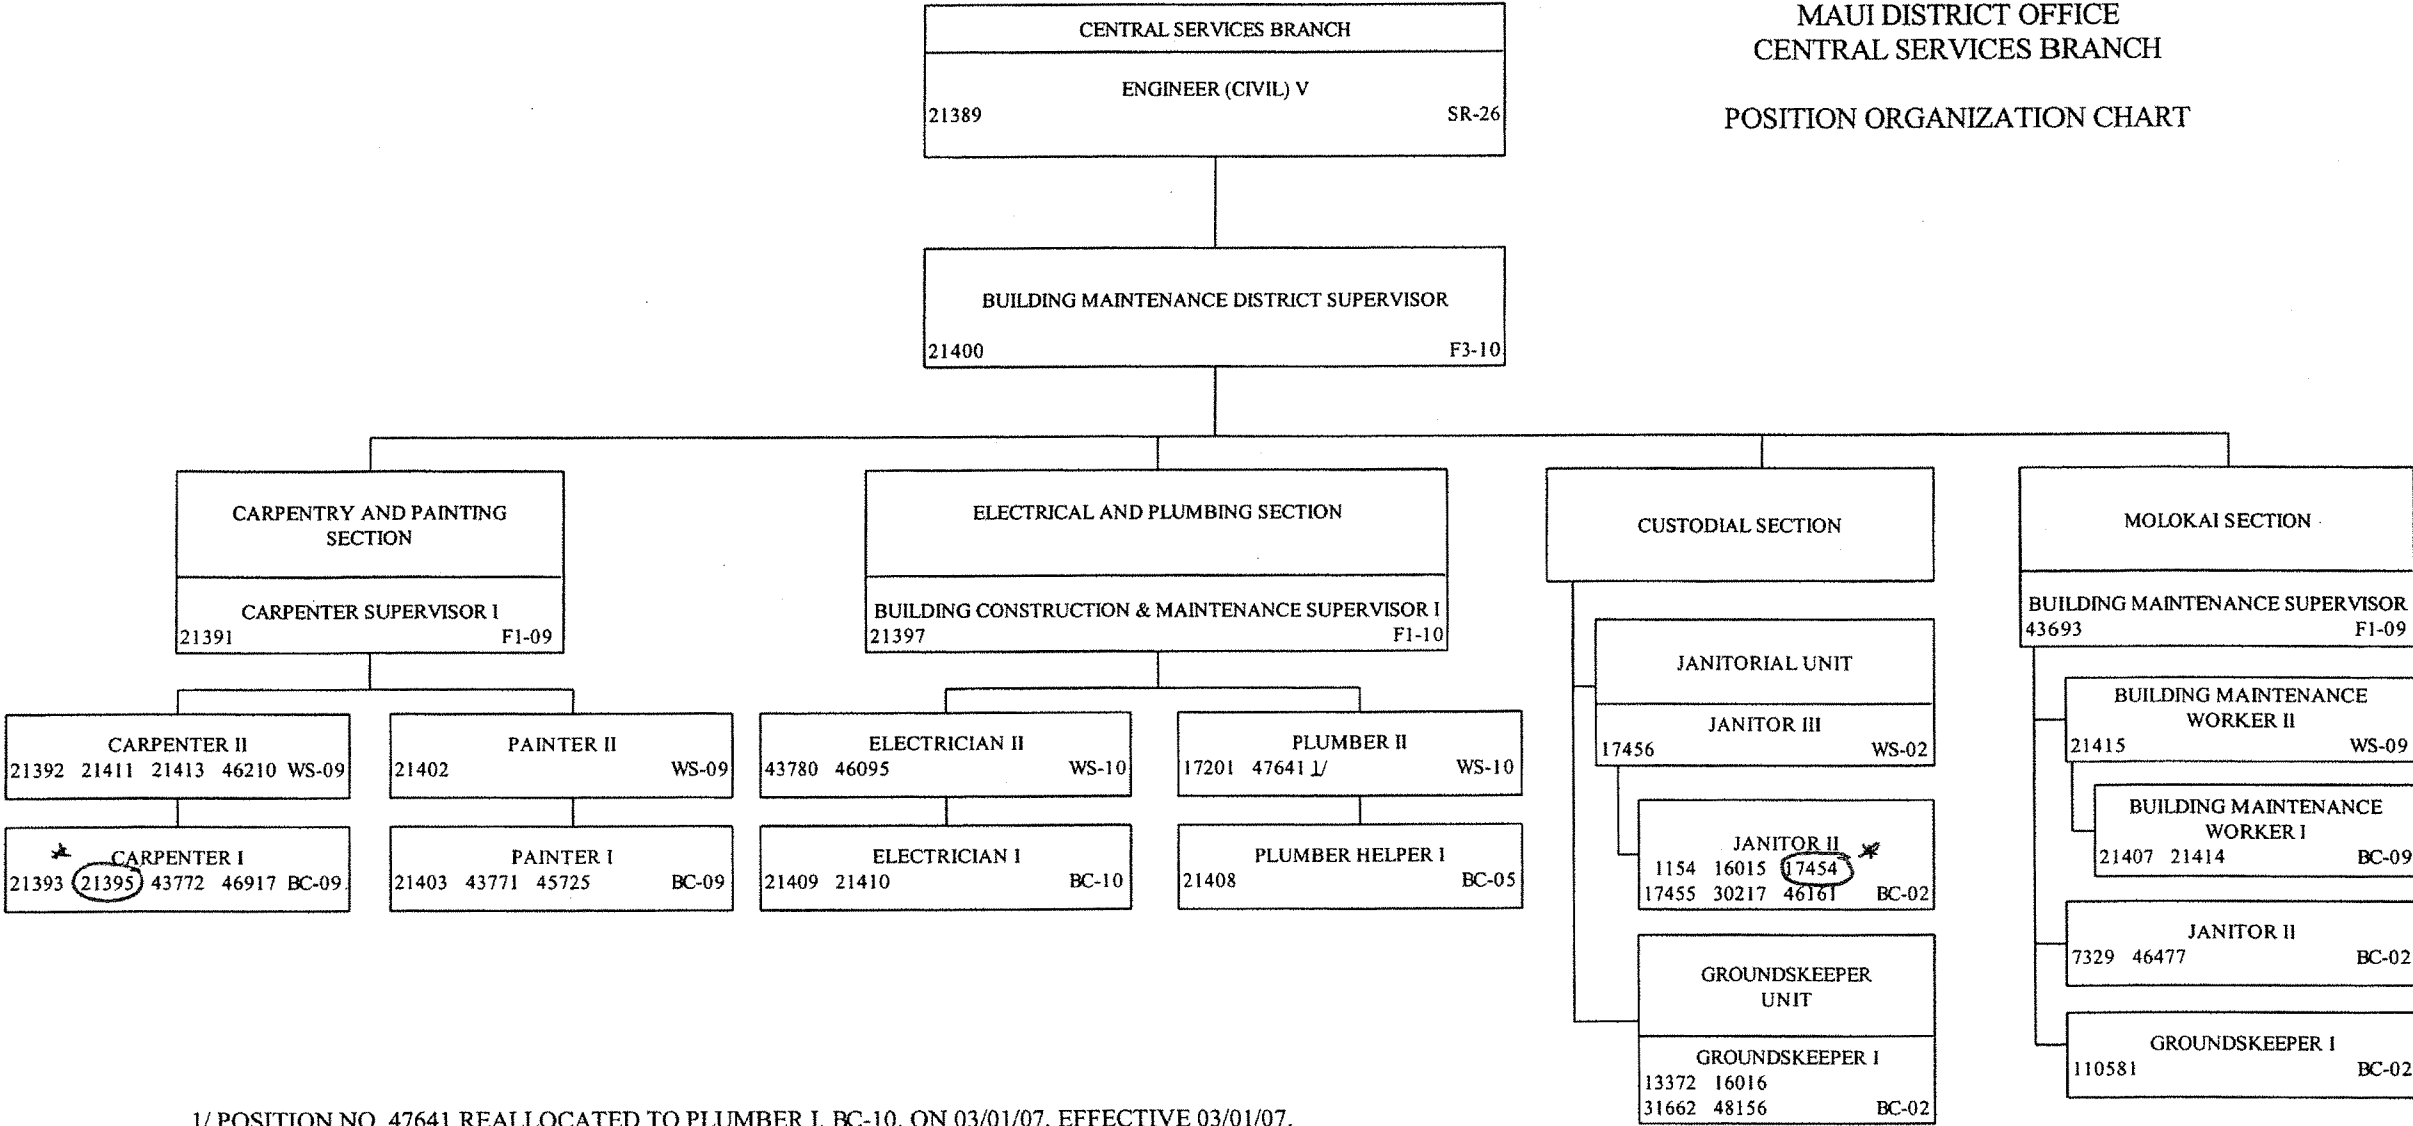 MAUI DISTRICT OFFICE
CENTRAL SERVICES BRANCH
POSITION ORGANIZATION CHART
CENTRAL SERVICES BRANCH
ENGINEER (CIVIL) V
21389 SR-26
BUILDING MAINTENANCE DISTRICT SUPERVISOR
21400 F3-10
CARPENTRY AND PAINTING
SECTION
CARPENTER SUPERVISOR I
21391 F1-09
CARPENTER II
21392 21411 21413 46210 WS-09
CARPENTER I
21393 21395 43772 46917 BC-09
PAINTER II
21402 WS-09
PAINTER I
21403 43771 45725 BC-09
ELECTRICAL AND PLUMBING SECTION
BUILDING CONSTRUCTION & MAINTENANCE SUPERVISOR I
21397 F1-10
ELECTRICIAN II
43780 46095 WS-10
ELECTRICIAN I
21409 21410 BC-10
PLUMBER II
17201 47641 1/ WS-10
PLUMBER HELPER I
21408 BC-05
CUSTODIAL SECTION
JANITORIAL UNIT
JANITOR III
17456 WS-02
JANITOR II
1154 16015 17454
17455 30217 46161 BC-02
GROUNDSKEEPER
UNIT
GROUNDSKEEPER I
13372 16016
31662 48156 BC-02
MOLOKAI SECTION
BUILDING MAINTENANCE SUPERVISOR
43693 F1-09
BUILDING MAINTENANCE
WORKER II
21415 WS-09
BUILDING MAINTENANCE
WORKER I
21407 21414 BC-09
JANITOR II
7329 46477 BC-02
GROUNDSKEEPER I
110581 BC-02
1/ POSITION NO. 47641 REALLOCATED TO PLUMBER I, BC-10, ON 03/01/07, EFFECTIVE 03/01/07.